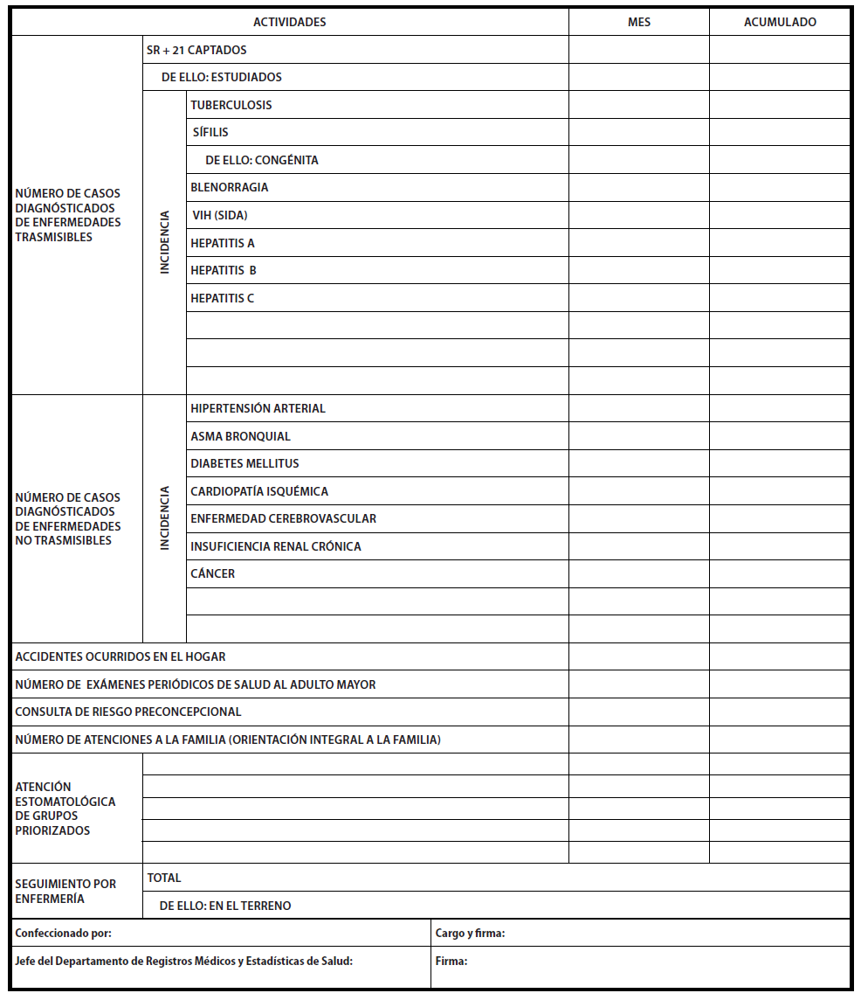 ACTIVIDADES MES ACUMULADO
NÚMERO DE CASOS
DIAGNÓSTICADOS
DE ENFERMEDADES
TRASMISIBLES
SR + 21 CAPTADOS
DE ELLO: ESTUDIADOS
INCIDENCIA
TUBERCULOSIS
SÍFILIS
DE ELLO: CONGÉNITA
BLENORRAGIA
VIH (SIDA)
HEPATITIS A
HEPATITIS B
HEPATITIS C
NÚMERO DE CASOS
DIAGNÓSTICADOS
DE ENFERMEDADES
NO TRASMISIBLES
INCIDENCIA
HIPERTENSIÓN ARTERIAL
ASMA BRONQUIAL
DIABETES MELLITUS
CARDIOPATÍA ISQUÉMICA
ENFERMEDAD CEREBROVASCULAR
INSUFICIENCIA RENAL CRÓNICA
CÁNCER
ACCIDENTES OCURRIDOS EN EL HOGAR
NÚMERO DE EXÁMENES PERIÓDICOS DE SALUD AL ADULTO MAYOR
CONSULTA DE RIESGO PRECONCEPCIONAL
NÚMERO DE ATENCIONES A LA FAMILIA (ORIENTACIÓN INTEGRAL A LA FAMILIA)
ATENCIÓN
ESTOMATOLÓGICA
DE GRUPOS
PRIORIZADOS
SEGUIMIENTO POR
ENFERMERÍA
TOTAL
DE ELLO: EN EL TERRENO
Confeccionado por: Cargo y firma:
Jefe del Departamento de Registros Médicos y Estadísticas de Salud: Firma: